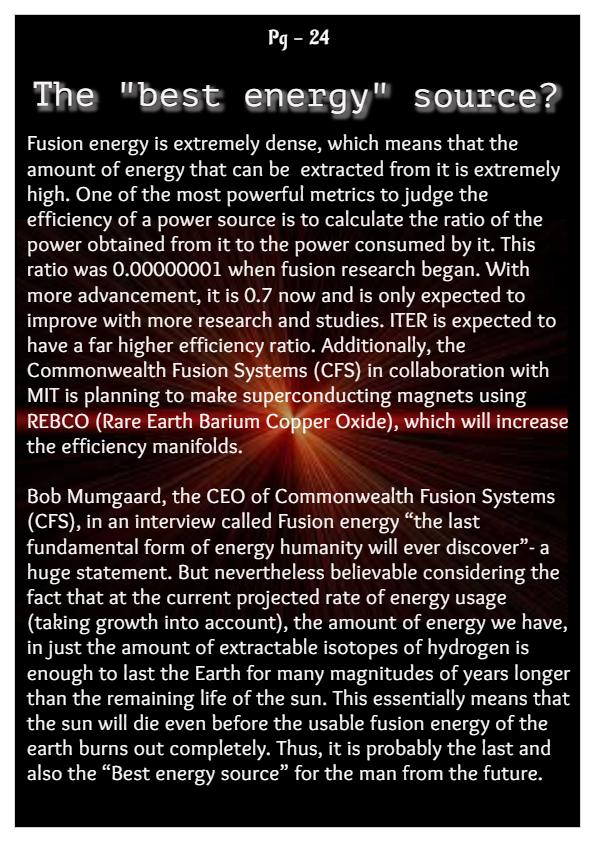 Pg – 24
The "best energy" source?
Fusion energy is extremely dense, which means that the
amount of energy that can be  extracted from it is extremely
high. One of the most powerful metrics to judge the
efficiency of a power source is to calculate the ratio of the
power obtained from it to the power consumed by it. This
ratio was 0.00000001 when fusion research began. With
more advancement, it is 0.7 now and is only expected to
improve with more research and studies. ITER is expected to
have a far higher efficiency ratio. Additionally, the
Commonwealth Fusion Systems (CFS) in collaboration with
MIT is planning to make superconducting magnets using
REBCO (Rare Earth Barium Copper Oxide), which will increase
the efficiency manifolds.
Bob Mumgaard, the CEO of Commonwealth Fusion Systems
(CFS), in an interview called Fusion energy “the last
fundamental form of energy humanity will ever discover”- a
huge statement. But nevertheless believable considering the
fact that at the current projected rate of energy usage
(taking growth into account), the amount of energy we have,
in just the amount of extractable isotopes of hydrogen is
enough to last the Earth for many magnitudes of years longer
than the remaining life of the sun. This essentially means that
the sun will die even before the usable fusion energy of the
earth burns out completely. Thus, it is probably the last and
also the “Best energy source” for the man from the future.